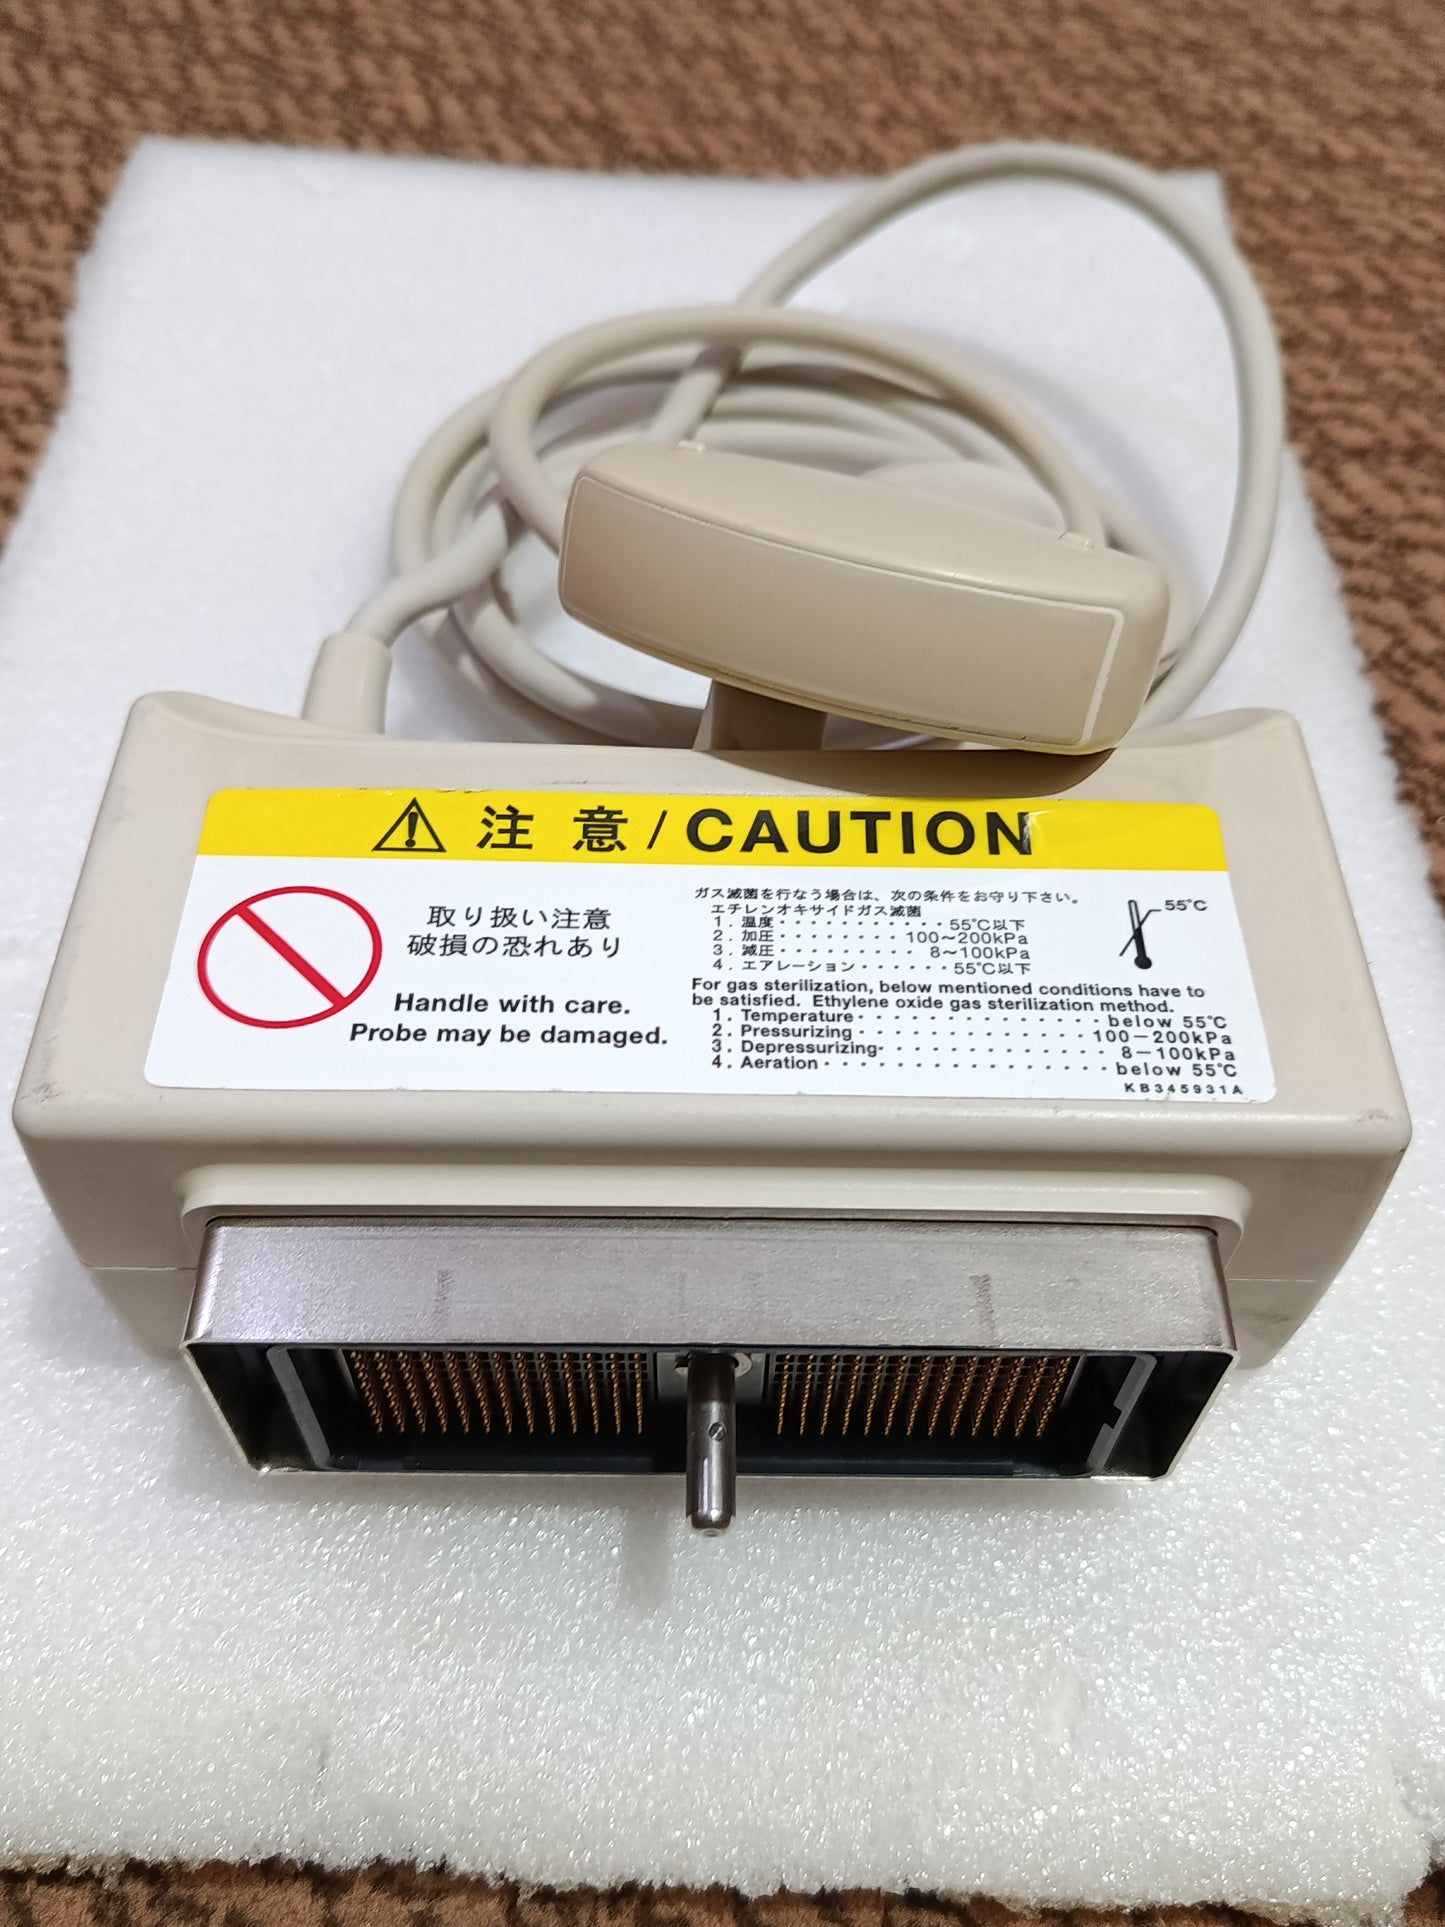 注 意 / CAUTION
取り扱い注意
破損の恐れあり
Handle with care.
Probe may be damaged.
ガス滅菌を行なう場合は、次の条件をお守り下さい。
エチレンオキサイドガス滅菌
1. 温度・・・・・・・・・・55℃以下
2. 加圧・・・・・・・・100～200kPa
3. 減圧・・・・・・・・・8～100kPa
4. エアレーション・・・・・・55℃以下
55℃
For gas sterilization, below mentioned conditions have to
be satisfied. Ethylene oxide gas sterilization method.
1. Temperature・・・・・・・・・・・・・below 55℃
2. Pressurizing・・・・・・・・・・・・100－200kPa
3. Depressurizing・・・・・・・・・・・・8－100kPa
4. Aeration・・・・・・・・・・・・・・・・below 55℃
KB345931A